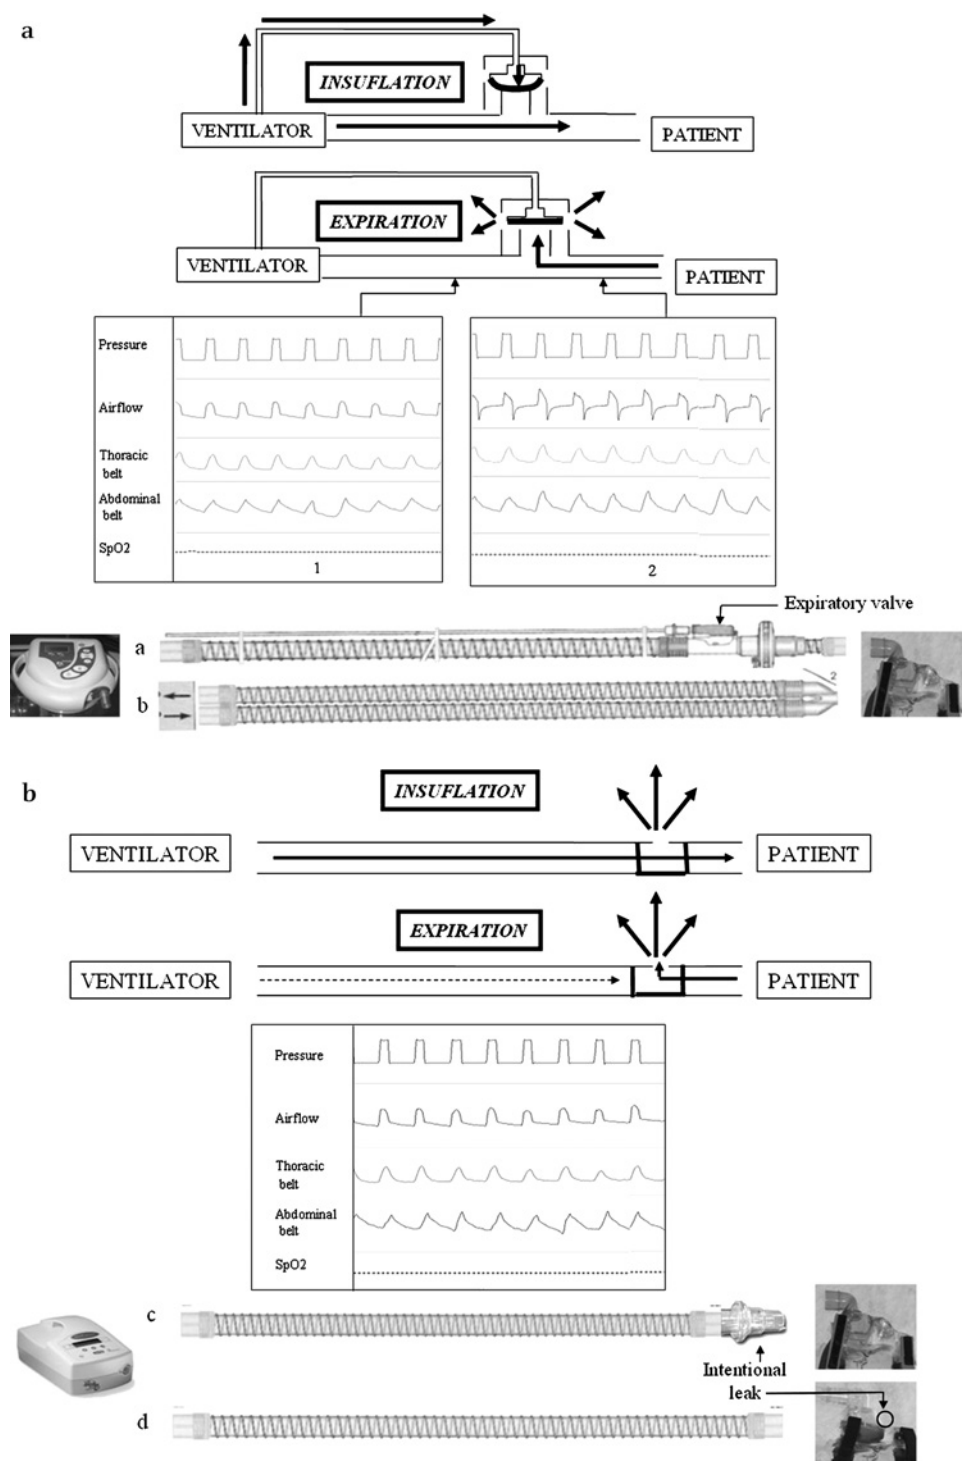 a
INSUFLATION
VENTILATOR
PATIENT
EXPIRATION
VENTILATOR
PATIENT
Pressure
Airflow
Thoracic
belt
Abdominal
belt
SpO2
1
2
Expiratory valve
a
b
2
b
INSUFLATION
VENTILATOR
PATIENT
EXPIRATION
VENTILATOR
PATIENT
Pressure
Airflow
Thoracic
belt
Abdominal
belt
SpO2
c
Intentional
leak
d